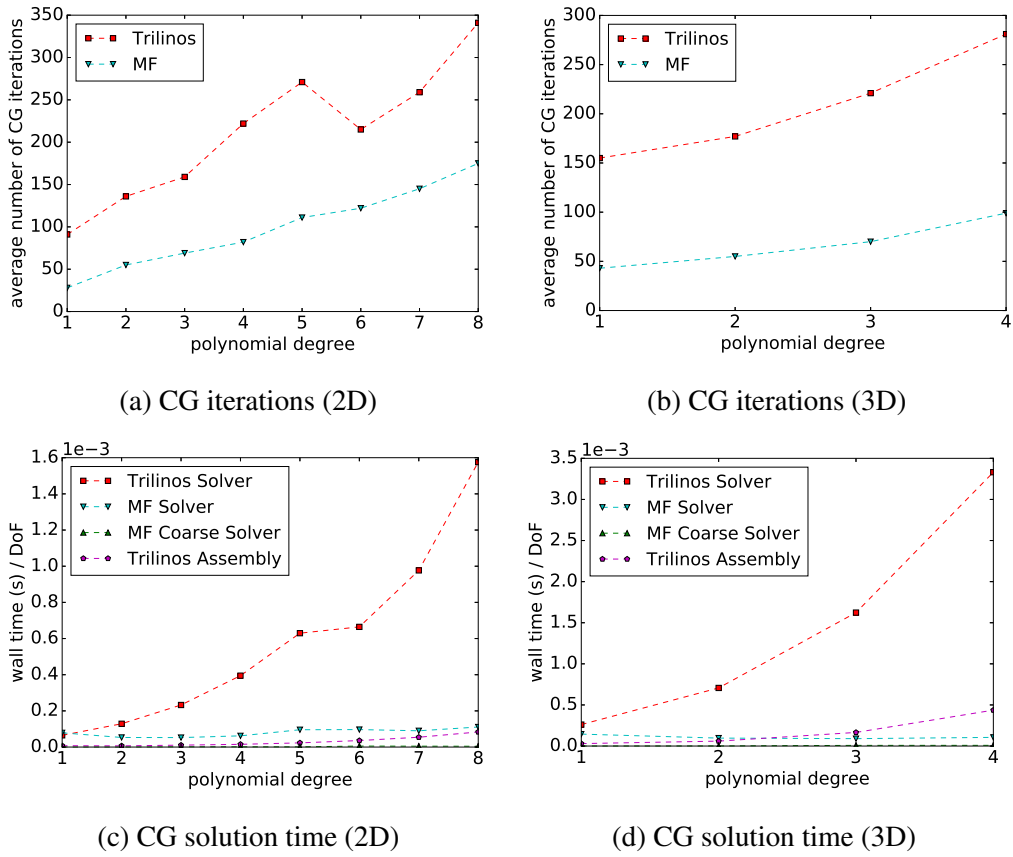 350
300
250
200
150
100
50
0
average number of CG iterations
Trilinos
MF
1 2 3 4 5 6 7 8
polynomial degree
(a) CG iterations (2D)
300
250
200
150
100
50
0
average number of CG iterations
Trilinos
MF
1 2 3 4
polynomial degree
(b) CG iterations (3D)
1e−3
1.6
1.4
1.2
1.0
0.8
0.6
0.4
0.2
0.0
wall time (s) / DoF
Trilinos Solver
MF Solver
MF Coarse Solver
Trilinos Assembly
1 2 3 4 5 6 7 8
polynomial degree
(c) CG solution time (2D)
1e−3
3.5
3.0
2.5
2.0
1.5
1.0
0.5
0.0
wall time (s) / DoF
Trilinos Solver
MF Solver
MF Coarse Solver
Trilinos Assembly
1 2 3 4
polynomial degree
(d) CG solution time (3D)